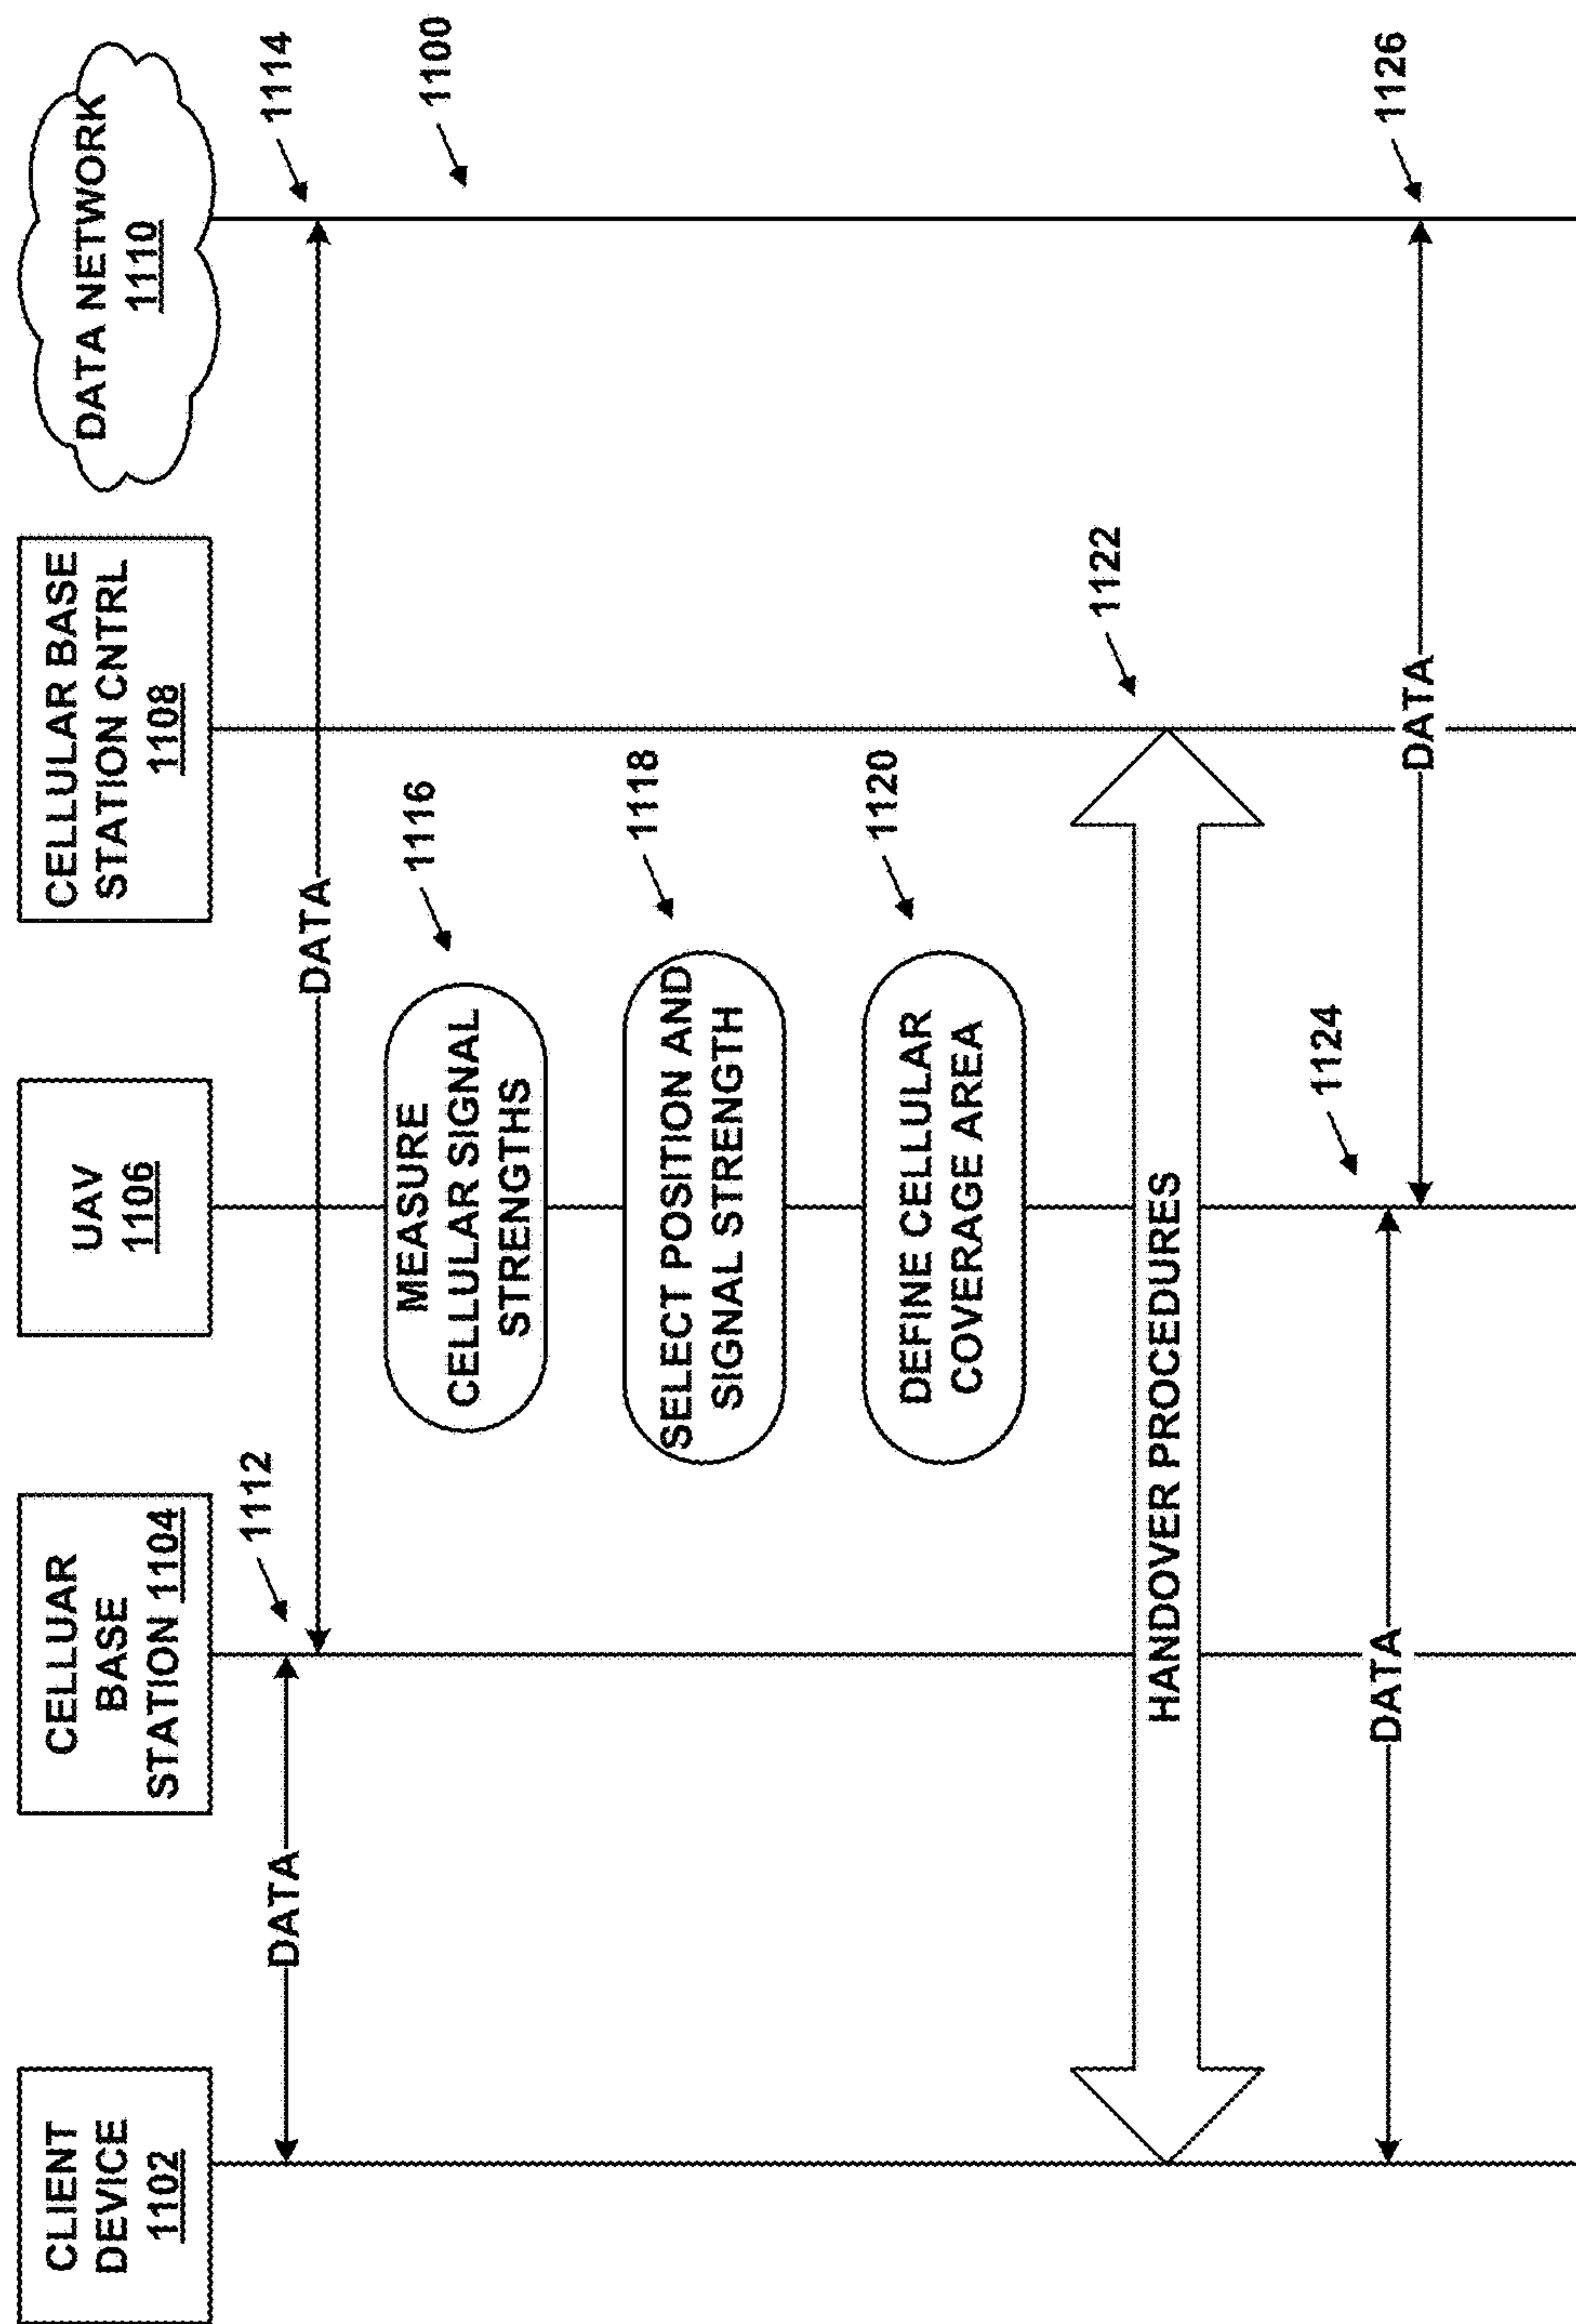 CLIENT
DEVICE
1102
CELLUAR
BASE
STATION 1104
UAV
1106
CELLULAR BASE
STATION CNTRL
1108
DATA NETWORK
1110
1112
DATA
1114
DATA
1100
1116
MEASURE
CELLULAR SIGNAL
STRENGTHS
1118
SELECT POSITION AND
SIGNAL STRENGTH
1120
DEFINE CELLULAR
COVERAGE AREA
1122
HANDOVER PROCEDURES
1124
DATA
1126
DATA